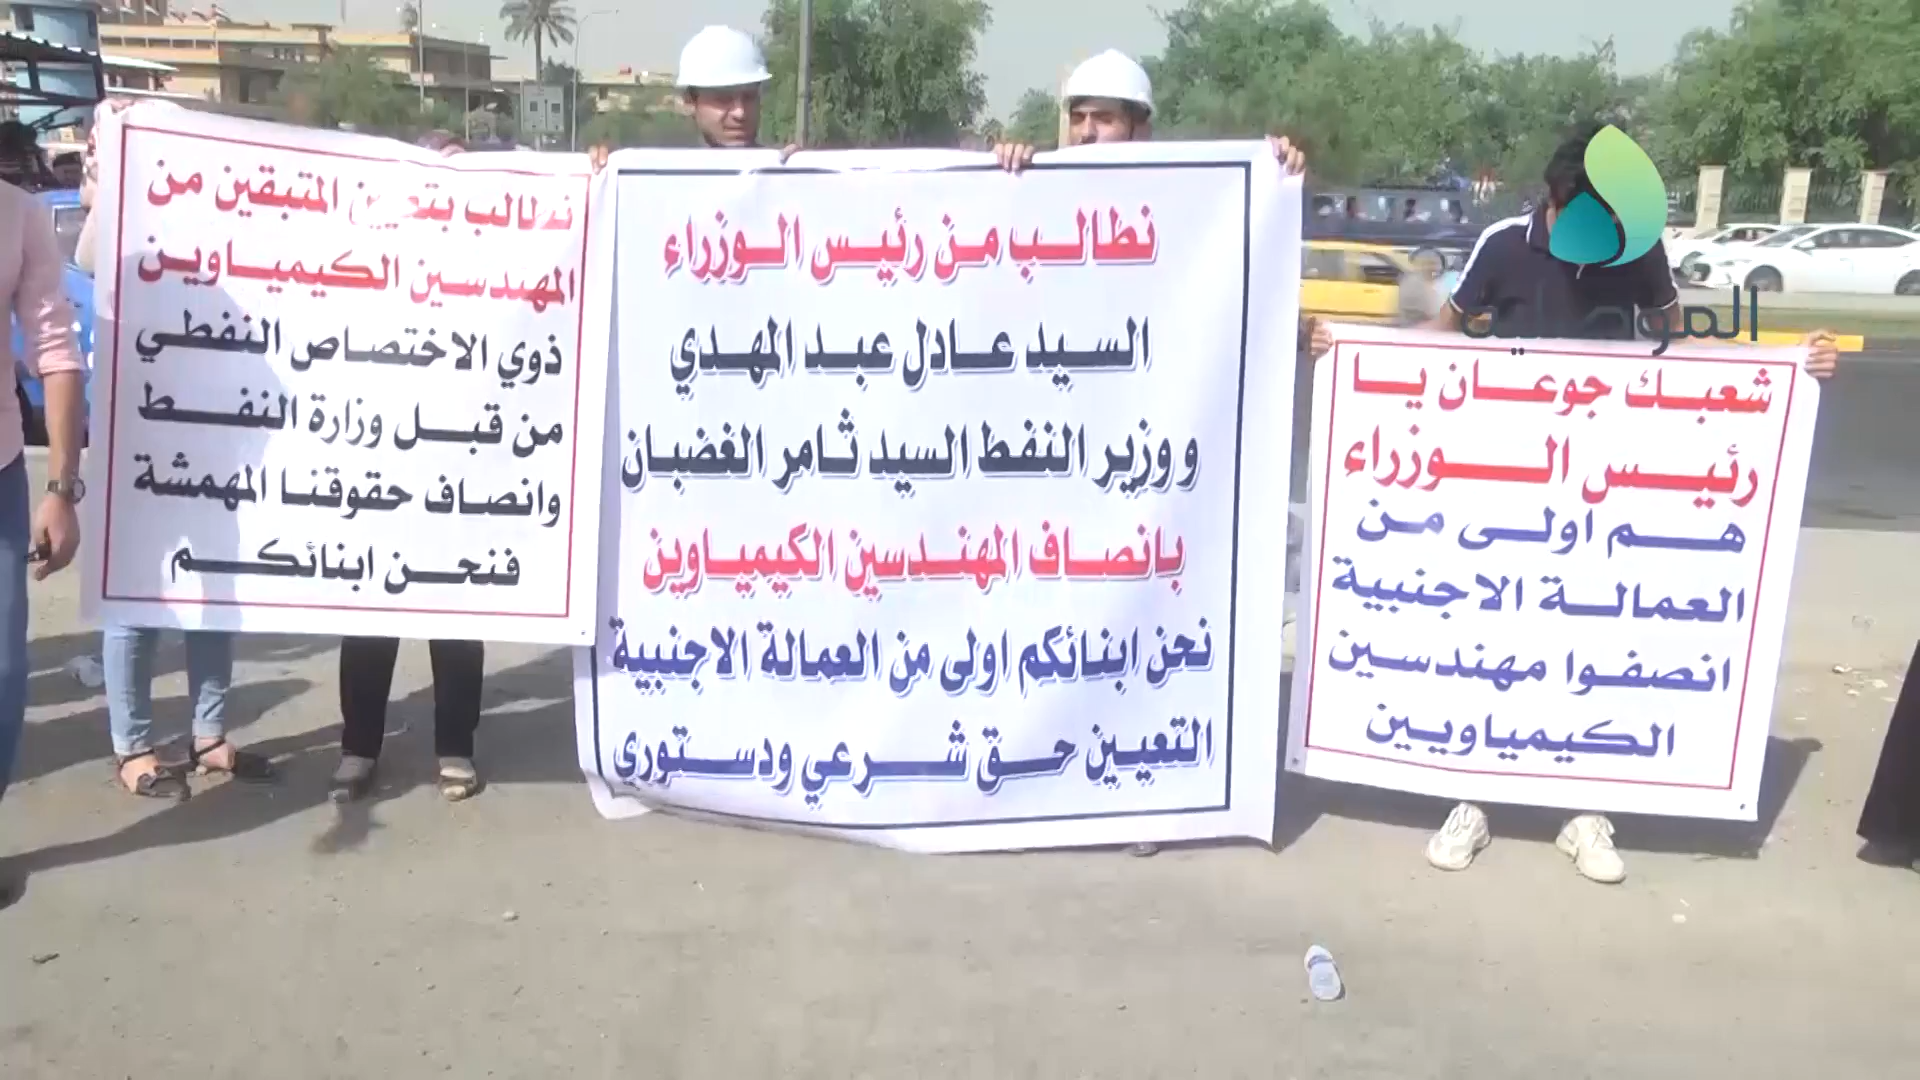 نطالب بتعيين المتبقين من
المهندسين الكيمياوين
ذوي الاختصاص النفطي
من قبل وزارة النفط
وانصاف حقوقنا المهمشة
فنحن ابنائكم
نطالب من رئيس الوزراء
السيد عادل عبد المهدي
و وزير النفط السيد ثامر الغضبان
بانصاف المهندسين الكيمياوين
نحن ابنائكم اولى من العمالة الاجنبية
التعيين حق شرعي ودستوري
الموصلية
شعبك جوعان يا
رئيس الوزراء
هم اولى من
العمالة الاجنبية
انصفوا مهندسين
الكيمياويين